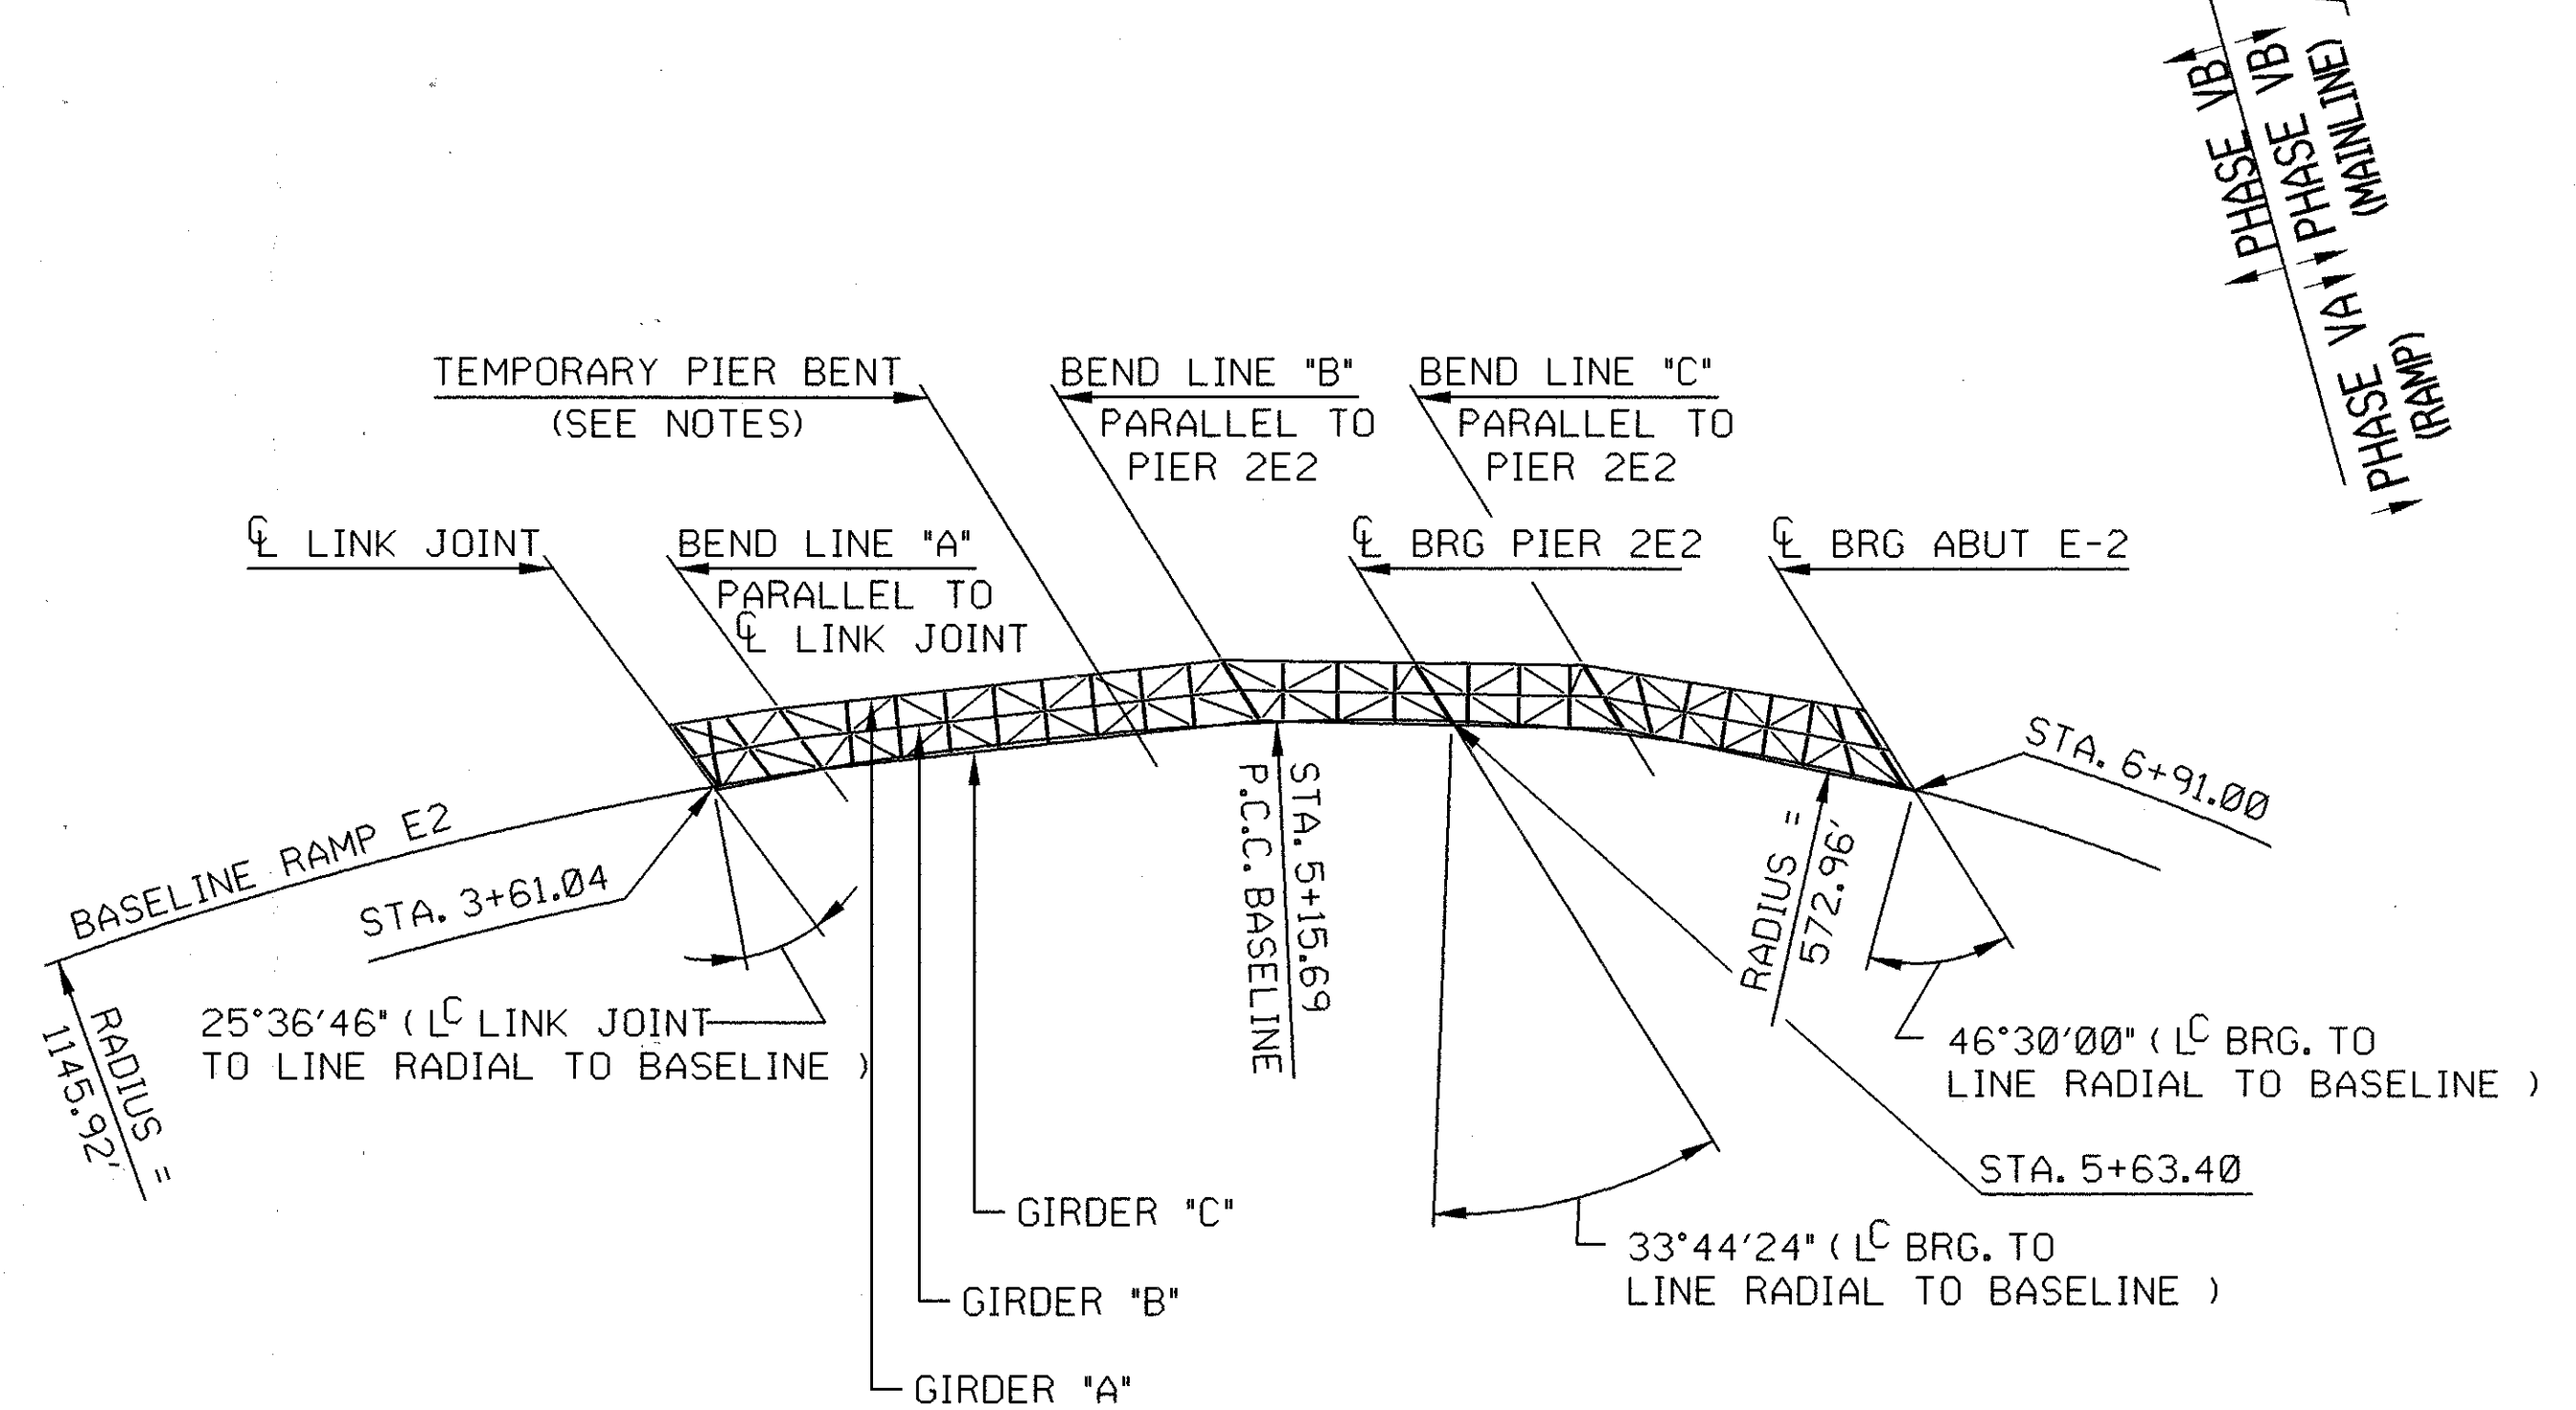 PHASE VB
PHASE VB
(MAINLINE)
PHASE VA
(RAMP)
TEMPORARY PIER BENT
(SEE NOTES)
BEND LINE "B"
PARALLEL TO
PIER 2E2
BEND LINE "C"
PARALLEL TO
PIER 2E2
℄ LINK JOINT
BEND LINE "A"
PARALLEL TO
℄ LINK JOINT
℄ BRG PIER 2E2
℄ BRG ABUT E-2
BASELINE RAMP E2
STA. 3+61.04
STA. 5+15.69
P.C.C. BASELINE
RADIUS =
572.96'
STA. 6+91.00
RADIUS =
1145.92'
25°36'46" ( LC LINK JOINT
TO LINE RADIAL TO BASELINE )
46°30'00" ( LC BRG. TO
LINE RADIAL TO BASELINE )
STA. 5+63.40
GIRDER "C"
33°44'24" ( LC BRG. TO
LINE RADIAL TO BASELINE )
GIRDER "B"
GIRDER "A"